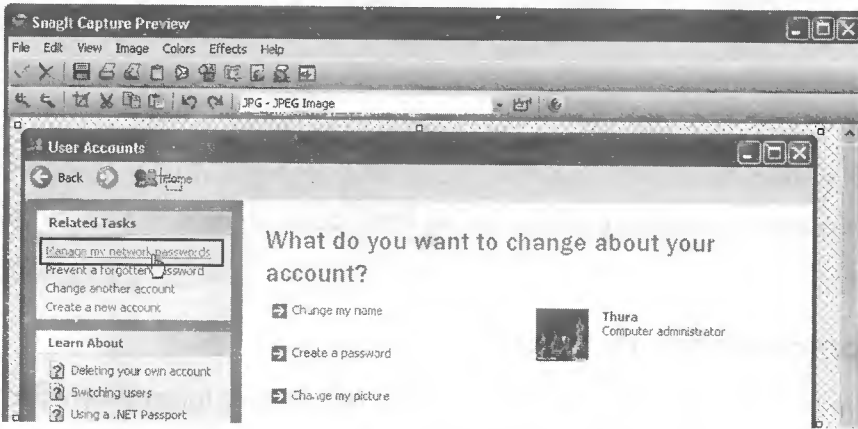 SnagIt Capture Preview
File Edit View Image Colors Effects Help
JPG - JPEG Image
User Accounts
Back Home
Related Tasks
Manage my network passwords
Prevent a forgotten password
Change another account
Create a new account
Learn About
Deleting your own account
Switching users
Using a .NET Passport
What do you want to change about your
account?
Change my name
Create a password
Change my picture
Thura
Computer administrator